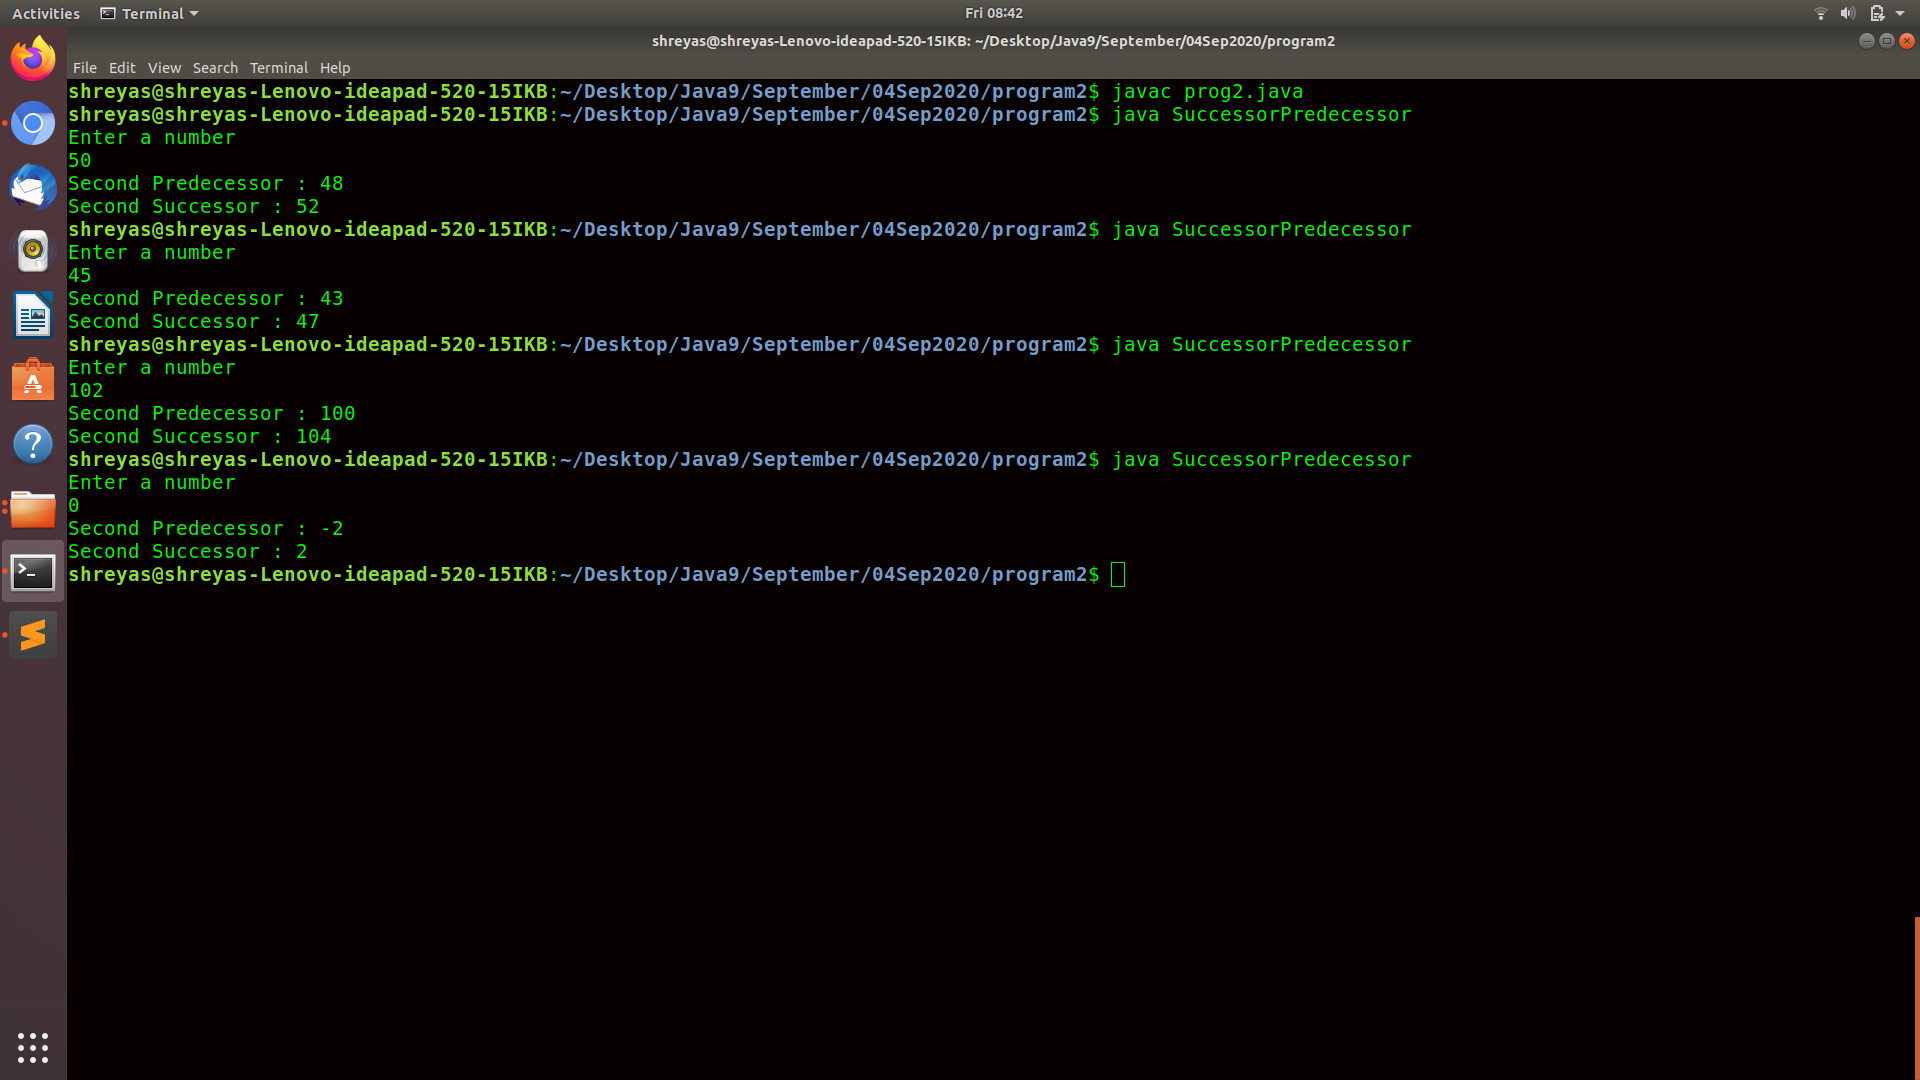 Activities Terminal Fri 08:42
shreyas@shreyas-Lenovo-ideapad-520-15IKB: ~/Desktop/Java9/September/04Sep2020/program2
File Edit View Search Terminal Help
shreyas@shreyas-Lenovo-ideapad-520-15IKB:~/Desktop/Java9/September/04Sep2020/program2$ javac prog2.java
shreyas@shreyas-Lenovo-ideapad-520-15IKB:~/Desktop/Java9/September/04Sep2020/program2$ java SuccessorPredecessor
Enter a number
50
Second Predecessor : 48
Second Successor : 52
shreyas@shreyas-Lenovo-ideapad-520-15IKB:~/Desktop/Java9/September/04Sep2020/program2$ java SuccessorPredecessor
Enter a number
45
Second Predecessor : 43
Second Successor : 47
shreyas@shreyas-Lenovo-ideapad-520-15IKB:~/Desktop/Java9/September/04Sep2020/program2$ java SuccessorPredecessor
Enter a number
102
Second Predecessor : 100
Second Successor : 104
shreyas@shreyas-Lenovo-ideapad-520-15IKB:~/Desktop/Java9/September/04Sep2020/program2$ java SuccessorPredecessor
Enter a number
0
Second Predecessor : -2
Second Successor : 2
shreyas@shreyas-Lenovo-ideapad-520-15IKB:~/Desktop/Java9/September/04Sep2020/program2$